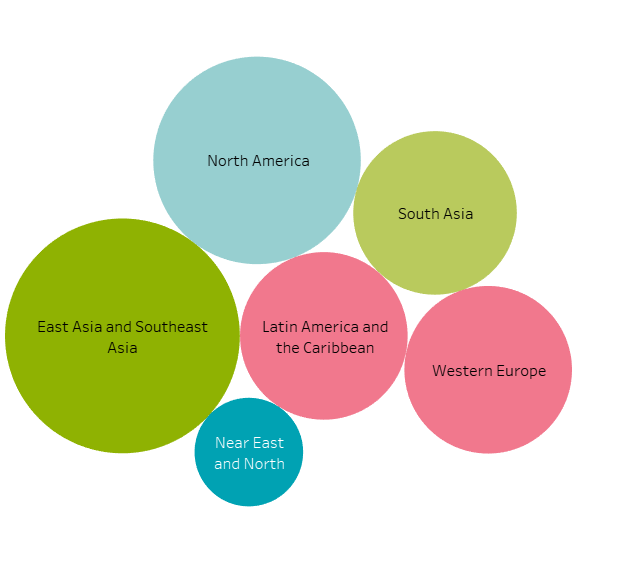 North America
South Asia
East Asia and Southeast
Asia
Latin America and
the Caribbean
Western Europe
Near East
and North